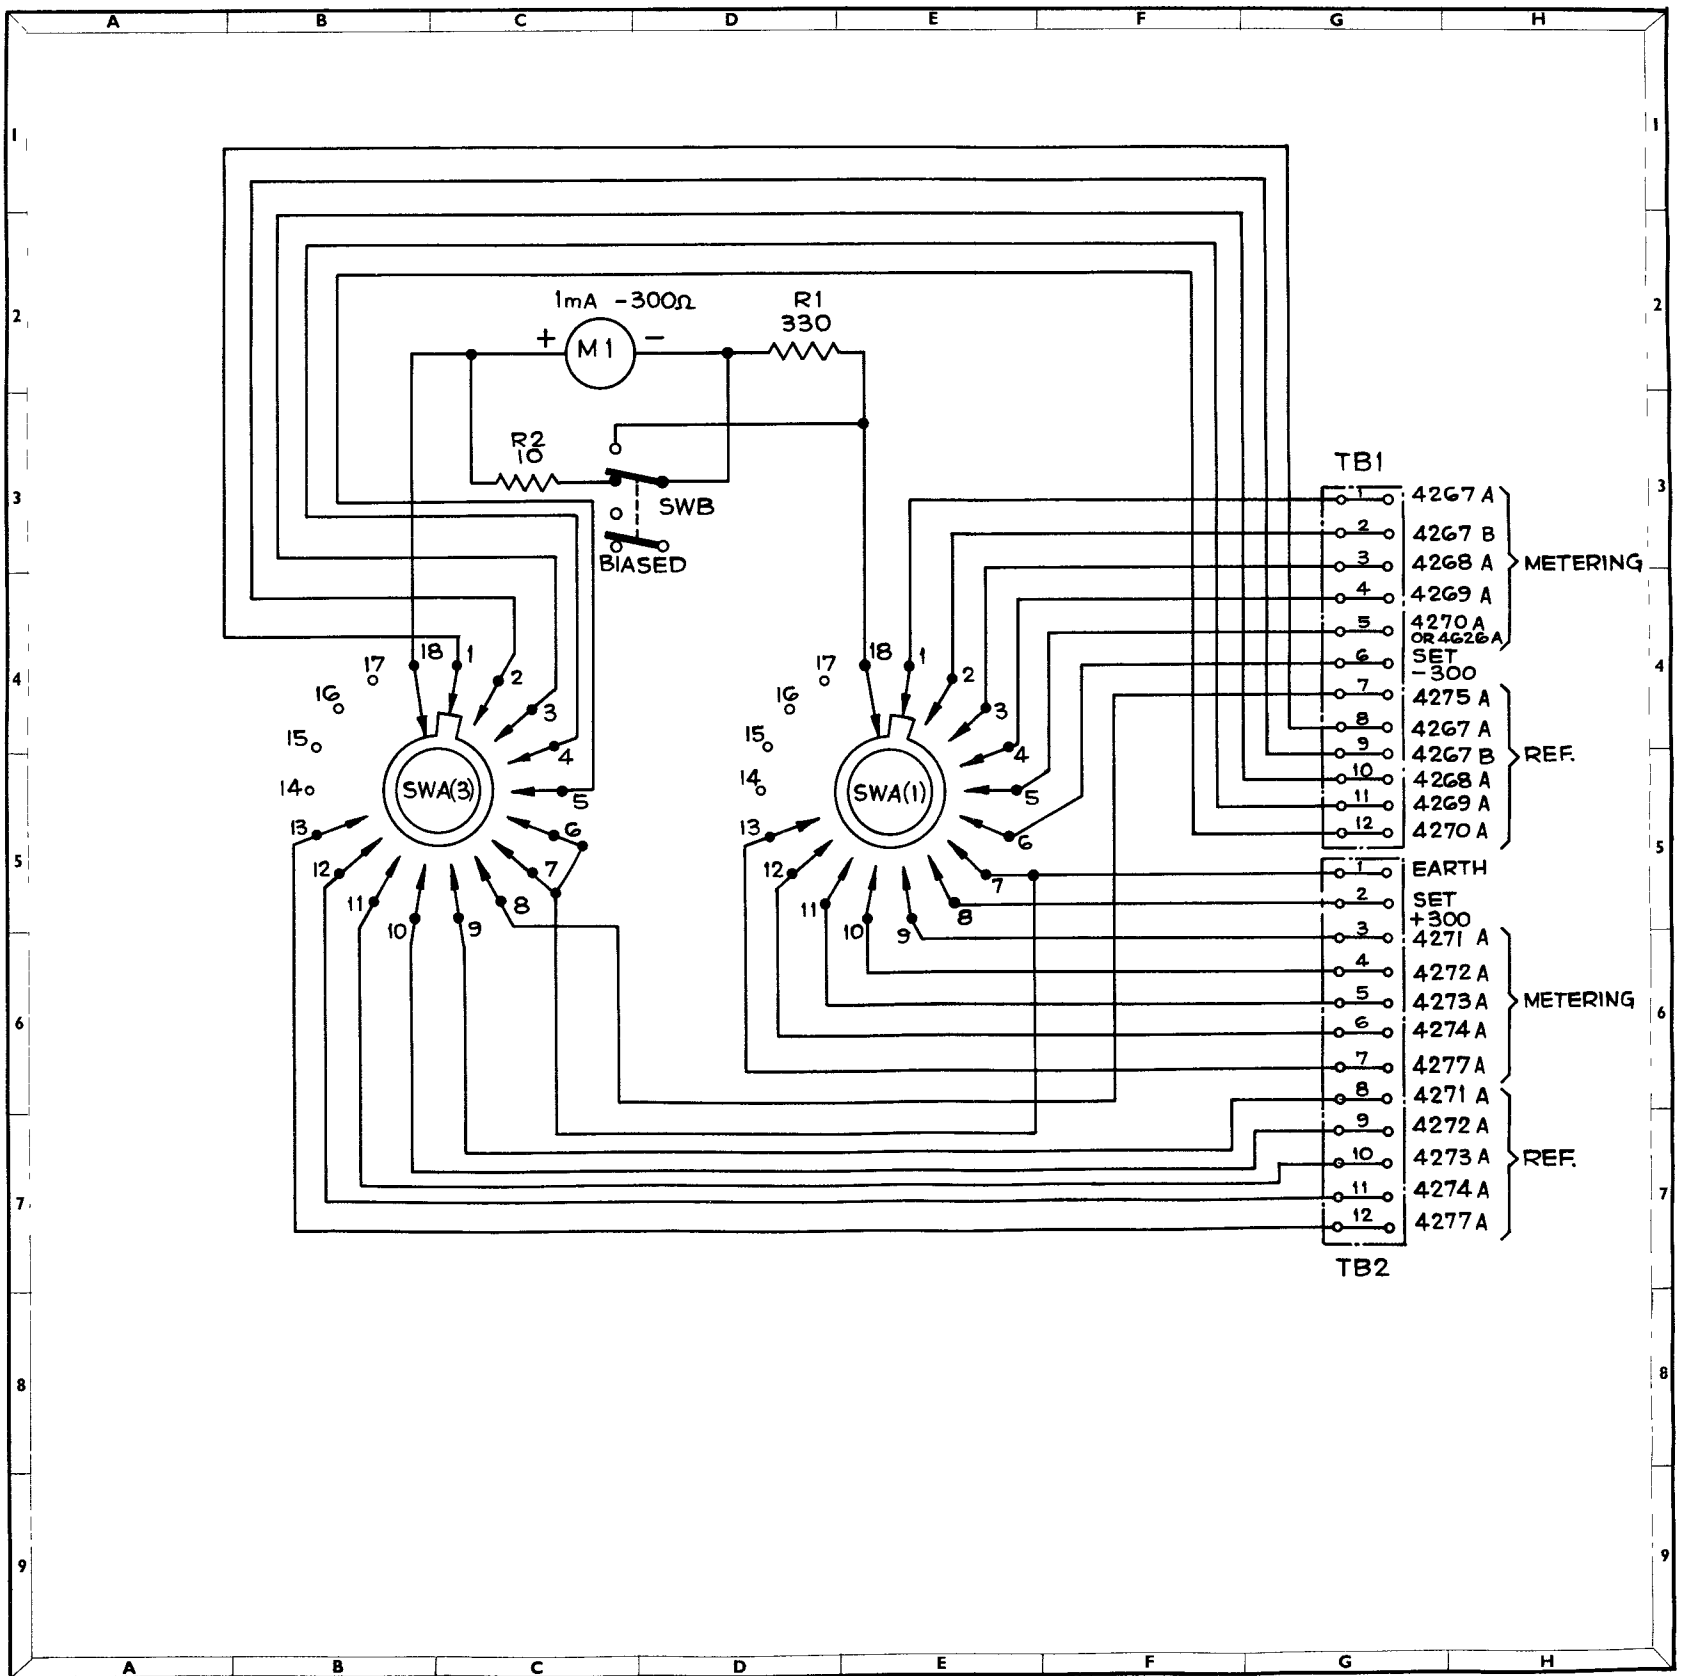 A B C D E F G H
1 1
2 2
3 3
4 4
5 5
6 6
7 7
8 8
9 9
1mA -300Ω
+ M1 −
R1
330
R2
10
SWB
BIASED
17 18 1
16 2
15 3
14 4
13 5
12 6
11 7
10 9 8
SWA(3)
17 18 1
16 2
15 3
14 4
13 5
12 6
11 7
10 9 8
SWA(1)
TB1
1 4267 A
2 4267 B
3 4268 A
4 4269 A
5 4270 A
OR 4626 A
METERING
6 SET
-300
7 4275 A
8 4267 A
9 4267 B
10 4268 A
11 4269 A
12 4270 A
REF.
1 EARTH
2 SET
+300
3 4271 A
4 4272 A
5 4273 A
6 4274 A
7 4277 A
METERING
8 4271 A
9 4272 A
10 4273 A
11 4274 A
12 4277 A
REF.
TB2
A B C D E F G H